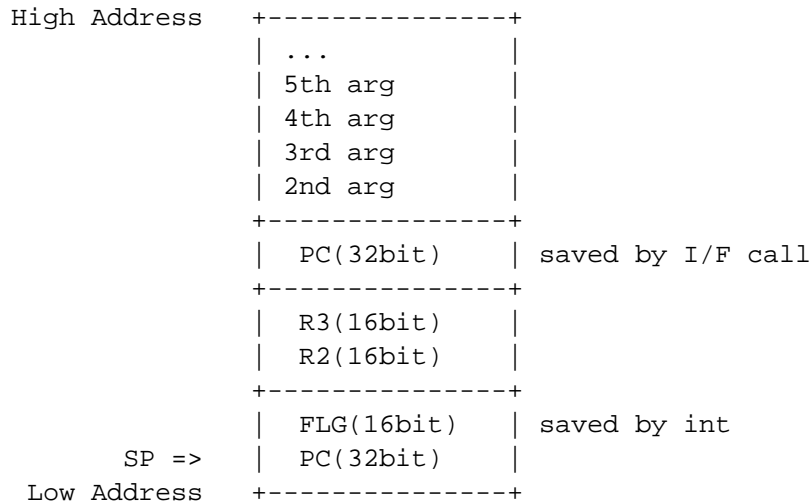 High Address +---------------+
| ... |
| 5th arg |
| 4th arg |
| 3rd arg |
| 2nd arg |
+---------------+
| PC(32bit) | saved by I/F call
+---------------+
| R3(16bit) |
| R2(16bit) |
+---------------+
| FLG(16bit) | saved by int
SP => | PC(32bit) |
Low Address +---------------+